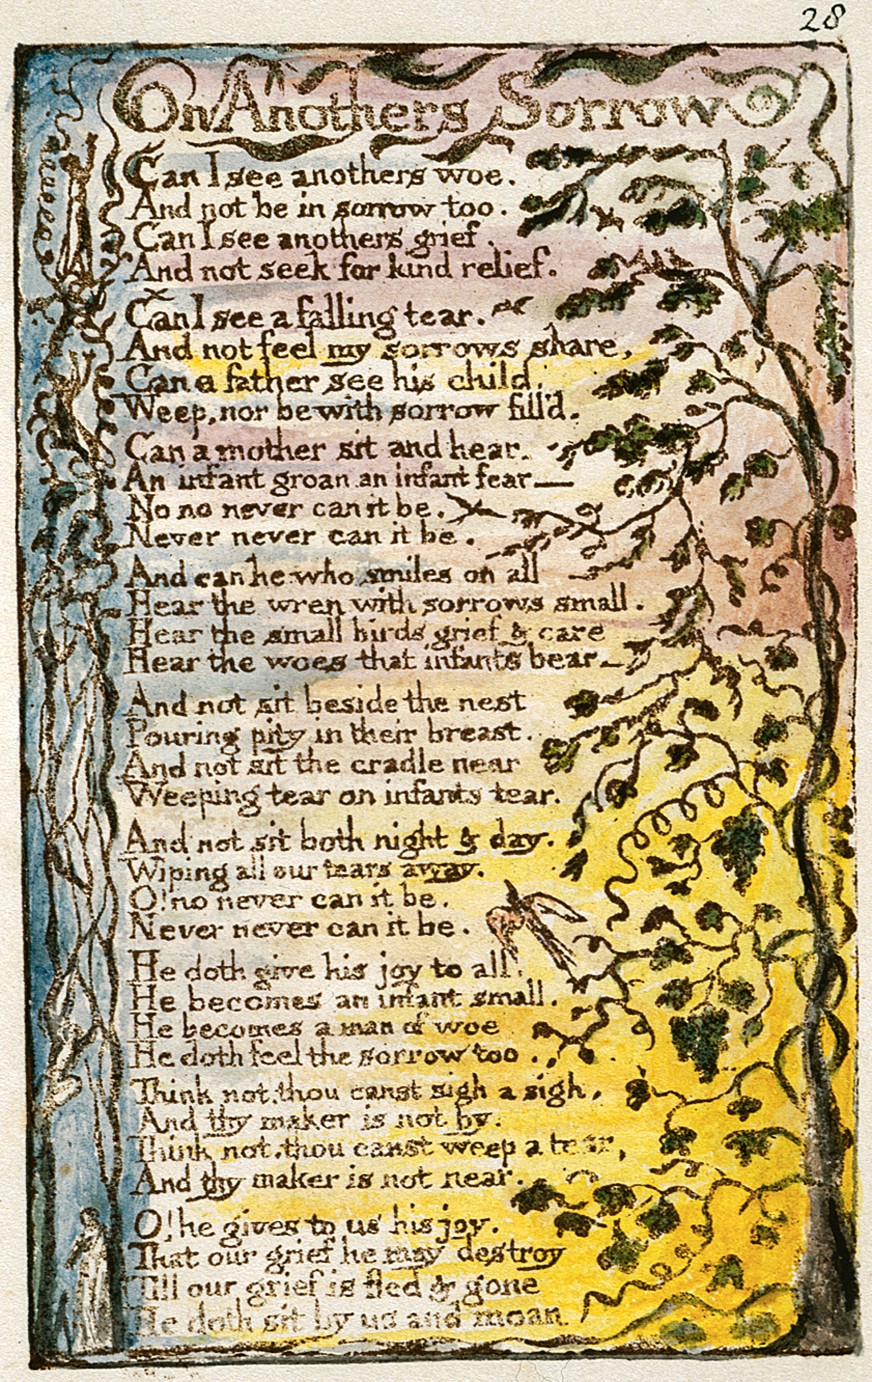 28
On Anothers Sorrow
Can I see anothers woe.
And not be in sorrow too.
Can I see anothers grief.
And not seek for kind relief.
Can I see a falling tear.
And not feel my sorrows share,
Can a father see his child.
Weep, nor be with sorrow fill'd.
Can a mother sit and hear.
An infant groan an infant fear—
No no never can it be.
Never never can it be.
And can he who smiles on all
Hear the wren with sorrows small.
Hear the small birds grief & care
Hear the woes that infants bear—
And not sit beside the nest
Pouring pity in their breast.
And not sit the cradle near
Weeping tear on infants tear.
And not sit both night & day.
Wiping all our tears away.
O! no never can it be.
Never never can it be.
He doth give his joy to all.
He becomes an infant small.
He becomes a man of woe
He doth feel the sorrow too.
Think not, thou canst sigh a sigh,
And thy maker is not by.
Think not, thou canst weep a tear,
And thy maker is not near.
O! he gives to us his joy.
That our grief he may destroy
Till our grief is fled & gone
He doth sit by us and moan